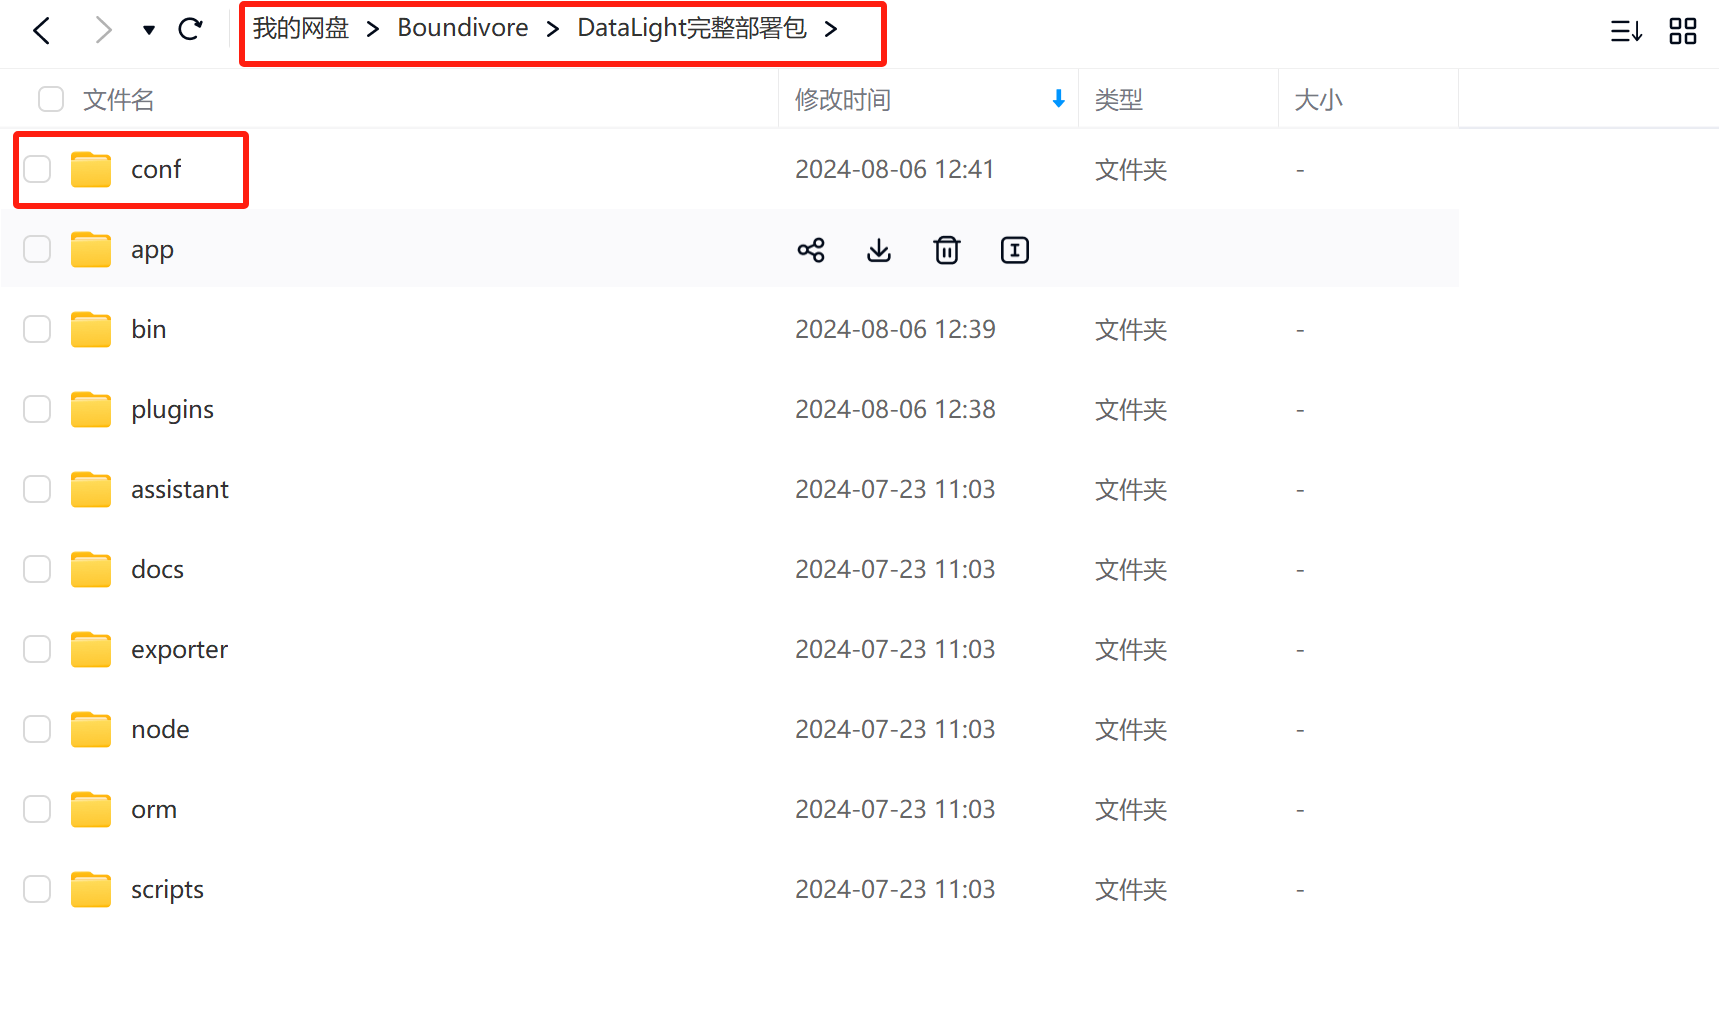 我的网盘 > Boundivore > DataLight完整部署包 >
文件名 修改时间 类型 大小
conf 2024-08-06 12:41 文件夹 -
app
bin 2024-08-06 12:39 文件夹 -
plugins 2024-08-06 12:38 文件夹 -
assistant 2024-07-23 11:03 文件夹 -
docs 2024-07-23 11:03 文件夹 -
exporter 2024-07-23 11:03 文件夹 -
node 2024-07-23 11:03 文件夹 -
orm 2024-07-23 11:03 文件夹 -
scripts 2024-07-23 11:03 文件夹 -